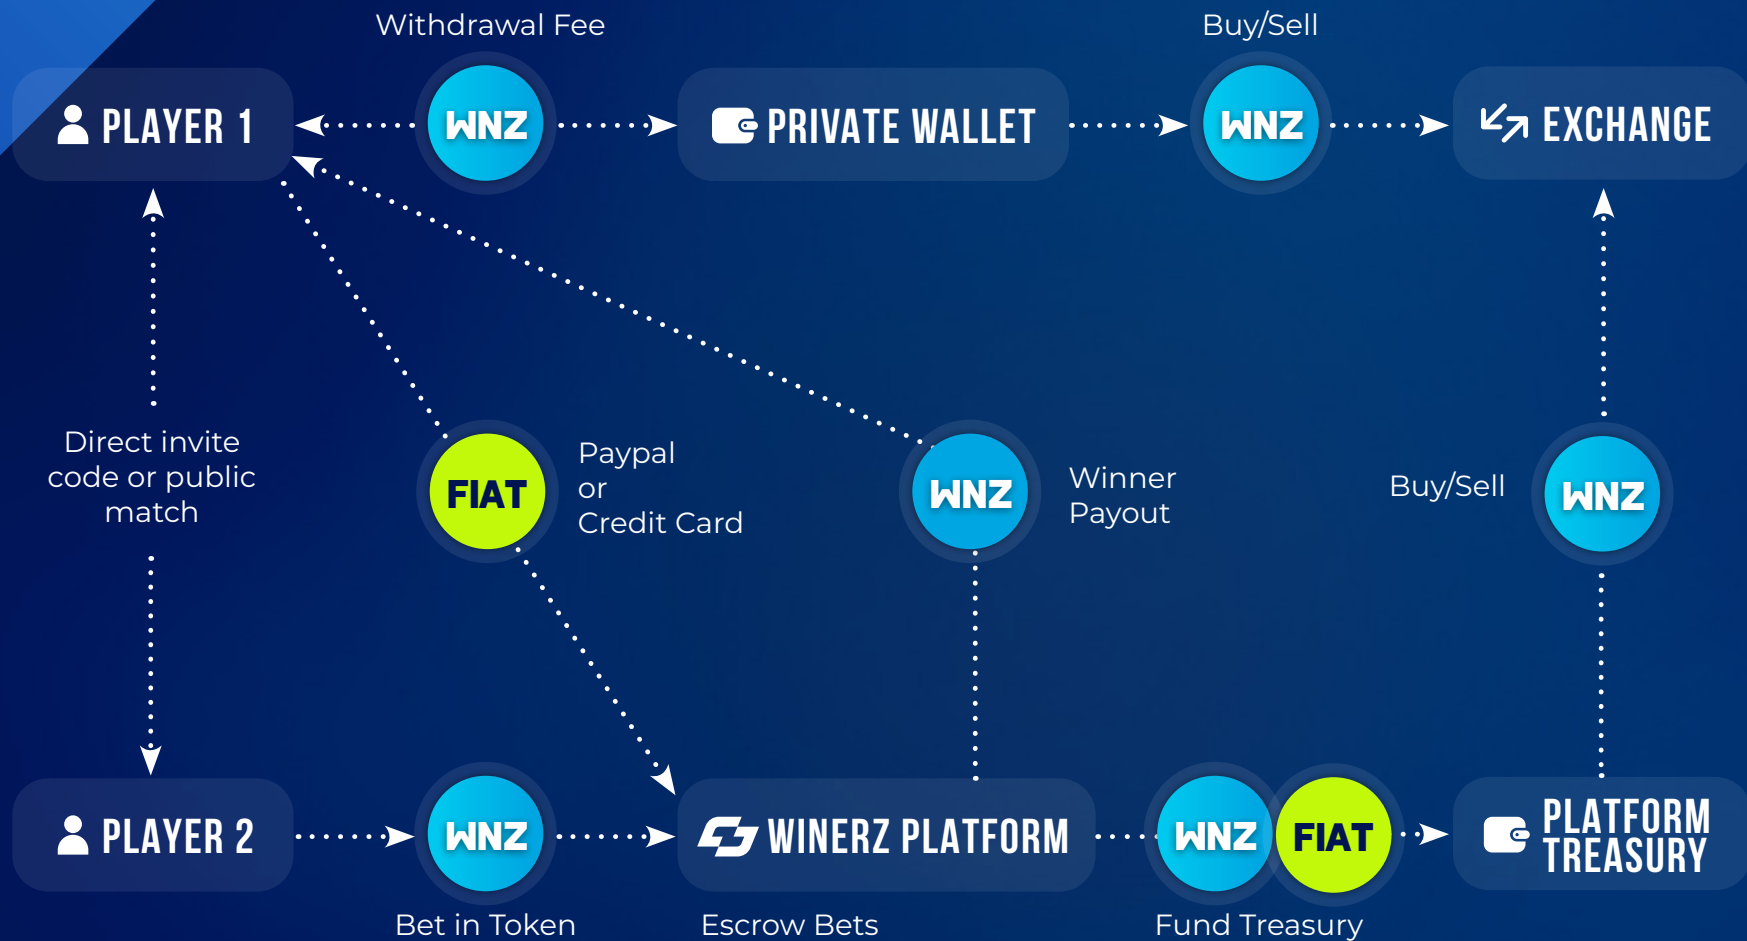 Withdrawal Fee
Buy/Sell
PLAYER 1
WNZ
PRIVATE WALLET
WNZ
EXCHANGE
Direct invite
code or public
match
FIAT
Paypal
or
Credit Card
WNZ
Winner
Payout
Buy/Sell
WNZ
PLAYER 2
WNZ
WINERZ PLATFORM
WNZ
FIAT
PLATFORM
TREASURY
Bet in Token
Escrow Bets
Fund Treasury